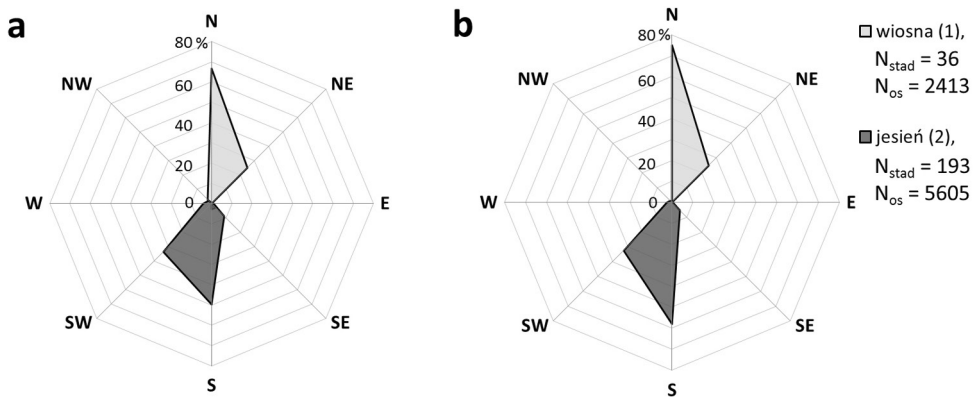 a
N
80 %
60
40
20
0
NW
NE
W
E
SW
SE
S
b
N
80 %
60
40
20
0
NW
NE
W
E
SW
SE
S
wiosna (1),
Nstad = 36
Nos = 2413
jesień (2),
Nstad = 193
Nos = 5605